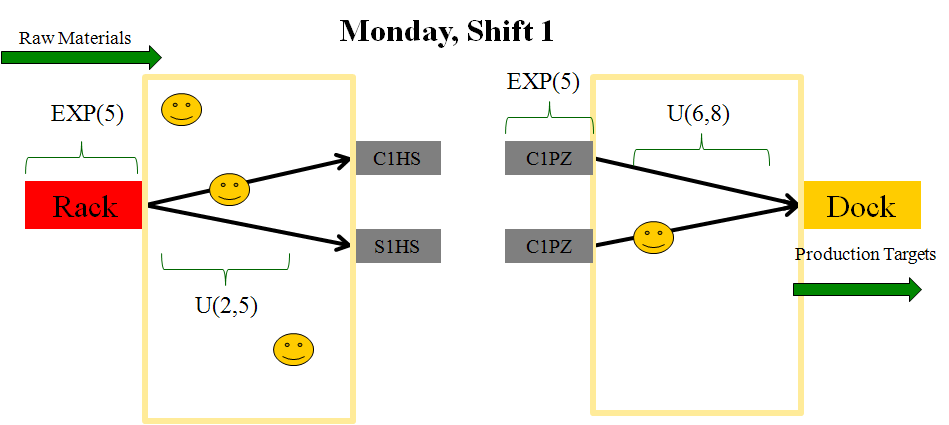 Monday, Shift 1
Raw Materials
EXP(5)
Rack
U(2,5)
C1HS
S1HS
EXP(5)
C1PZ
C1PZ
U(6,8)
Dock
Production Targets